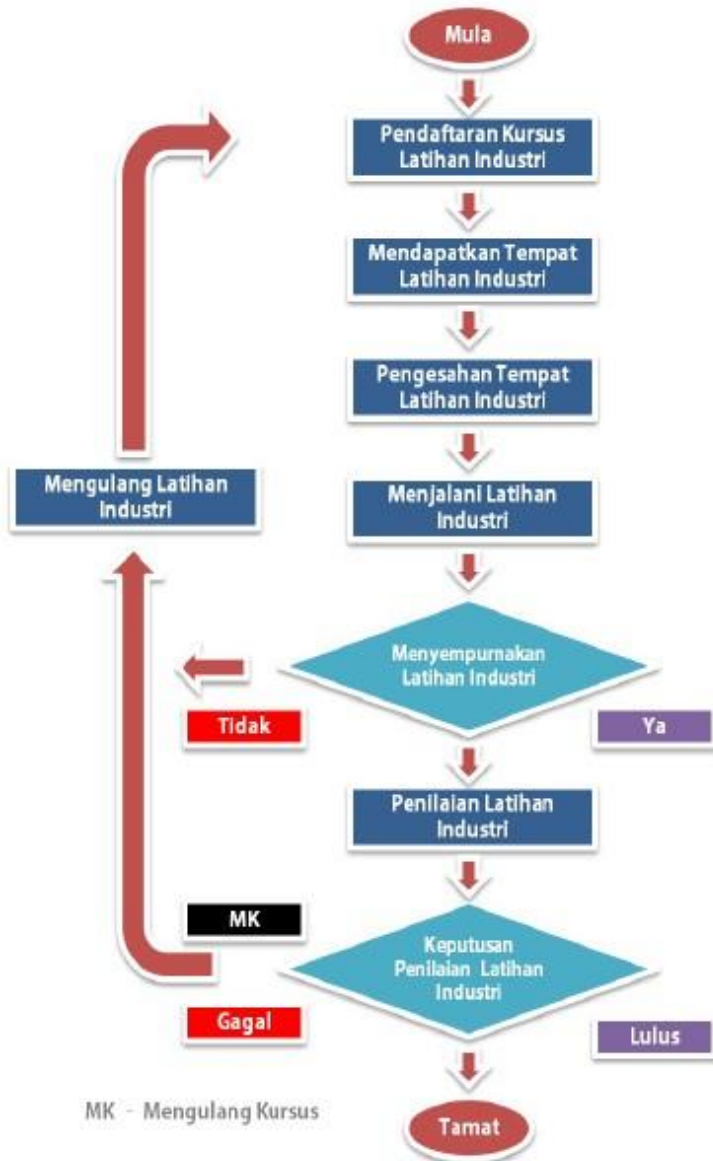 Mula
Pendaftaran Kursus
Latihan Industri
Mendapatkan Tempat
Latihan Industri
Pengesahan Tempat
Latihan Industri
Mengulang Latihan
Industri
Menjalani Latihan
Industri
Menyempurnakan
Latihan Industri
Tidak
Ya
Penilaian Latihan
Industri
MK
Keputusan
Penilaian Latihan
Industri
Gagal
Lulus
MK - Mengulang Kursus
Tamat